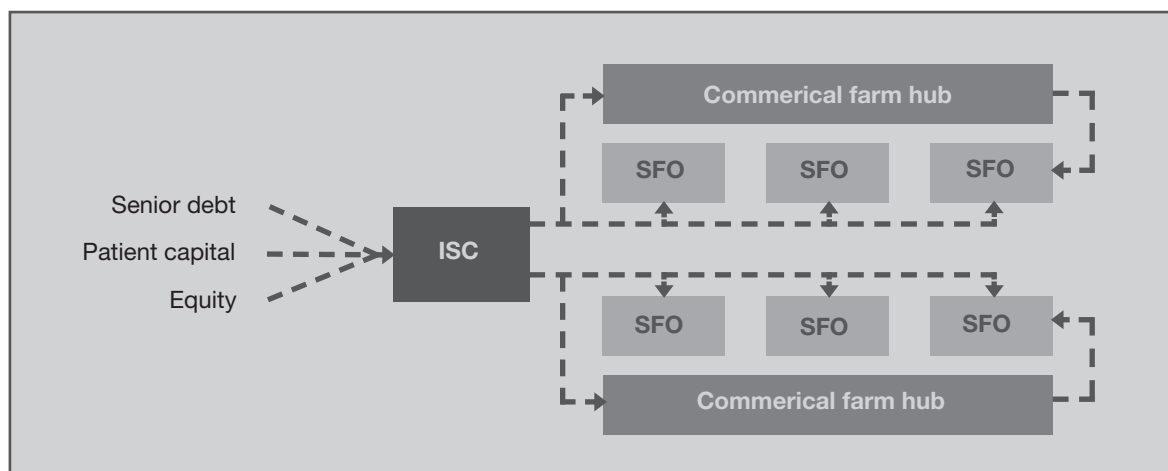 Commerical farm hub
SFO SFO SFO
Senior debt
Patient capital
Equity
ISC
SFO SFO SFO
Commerical farm hub